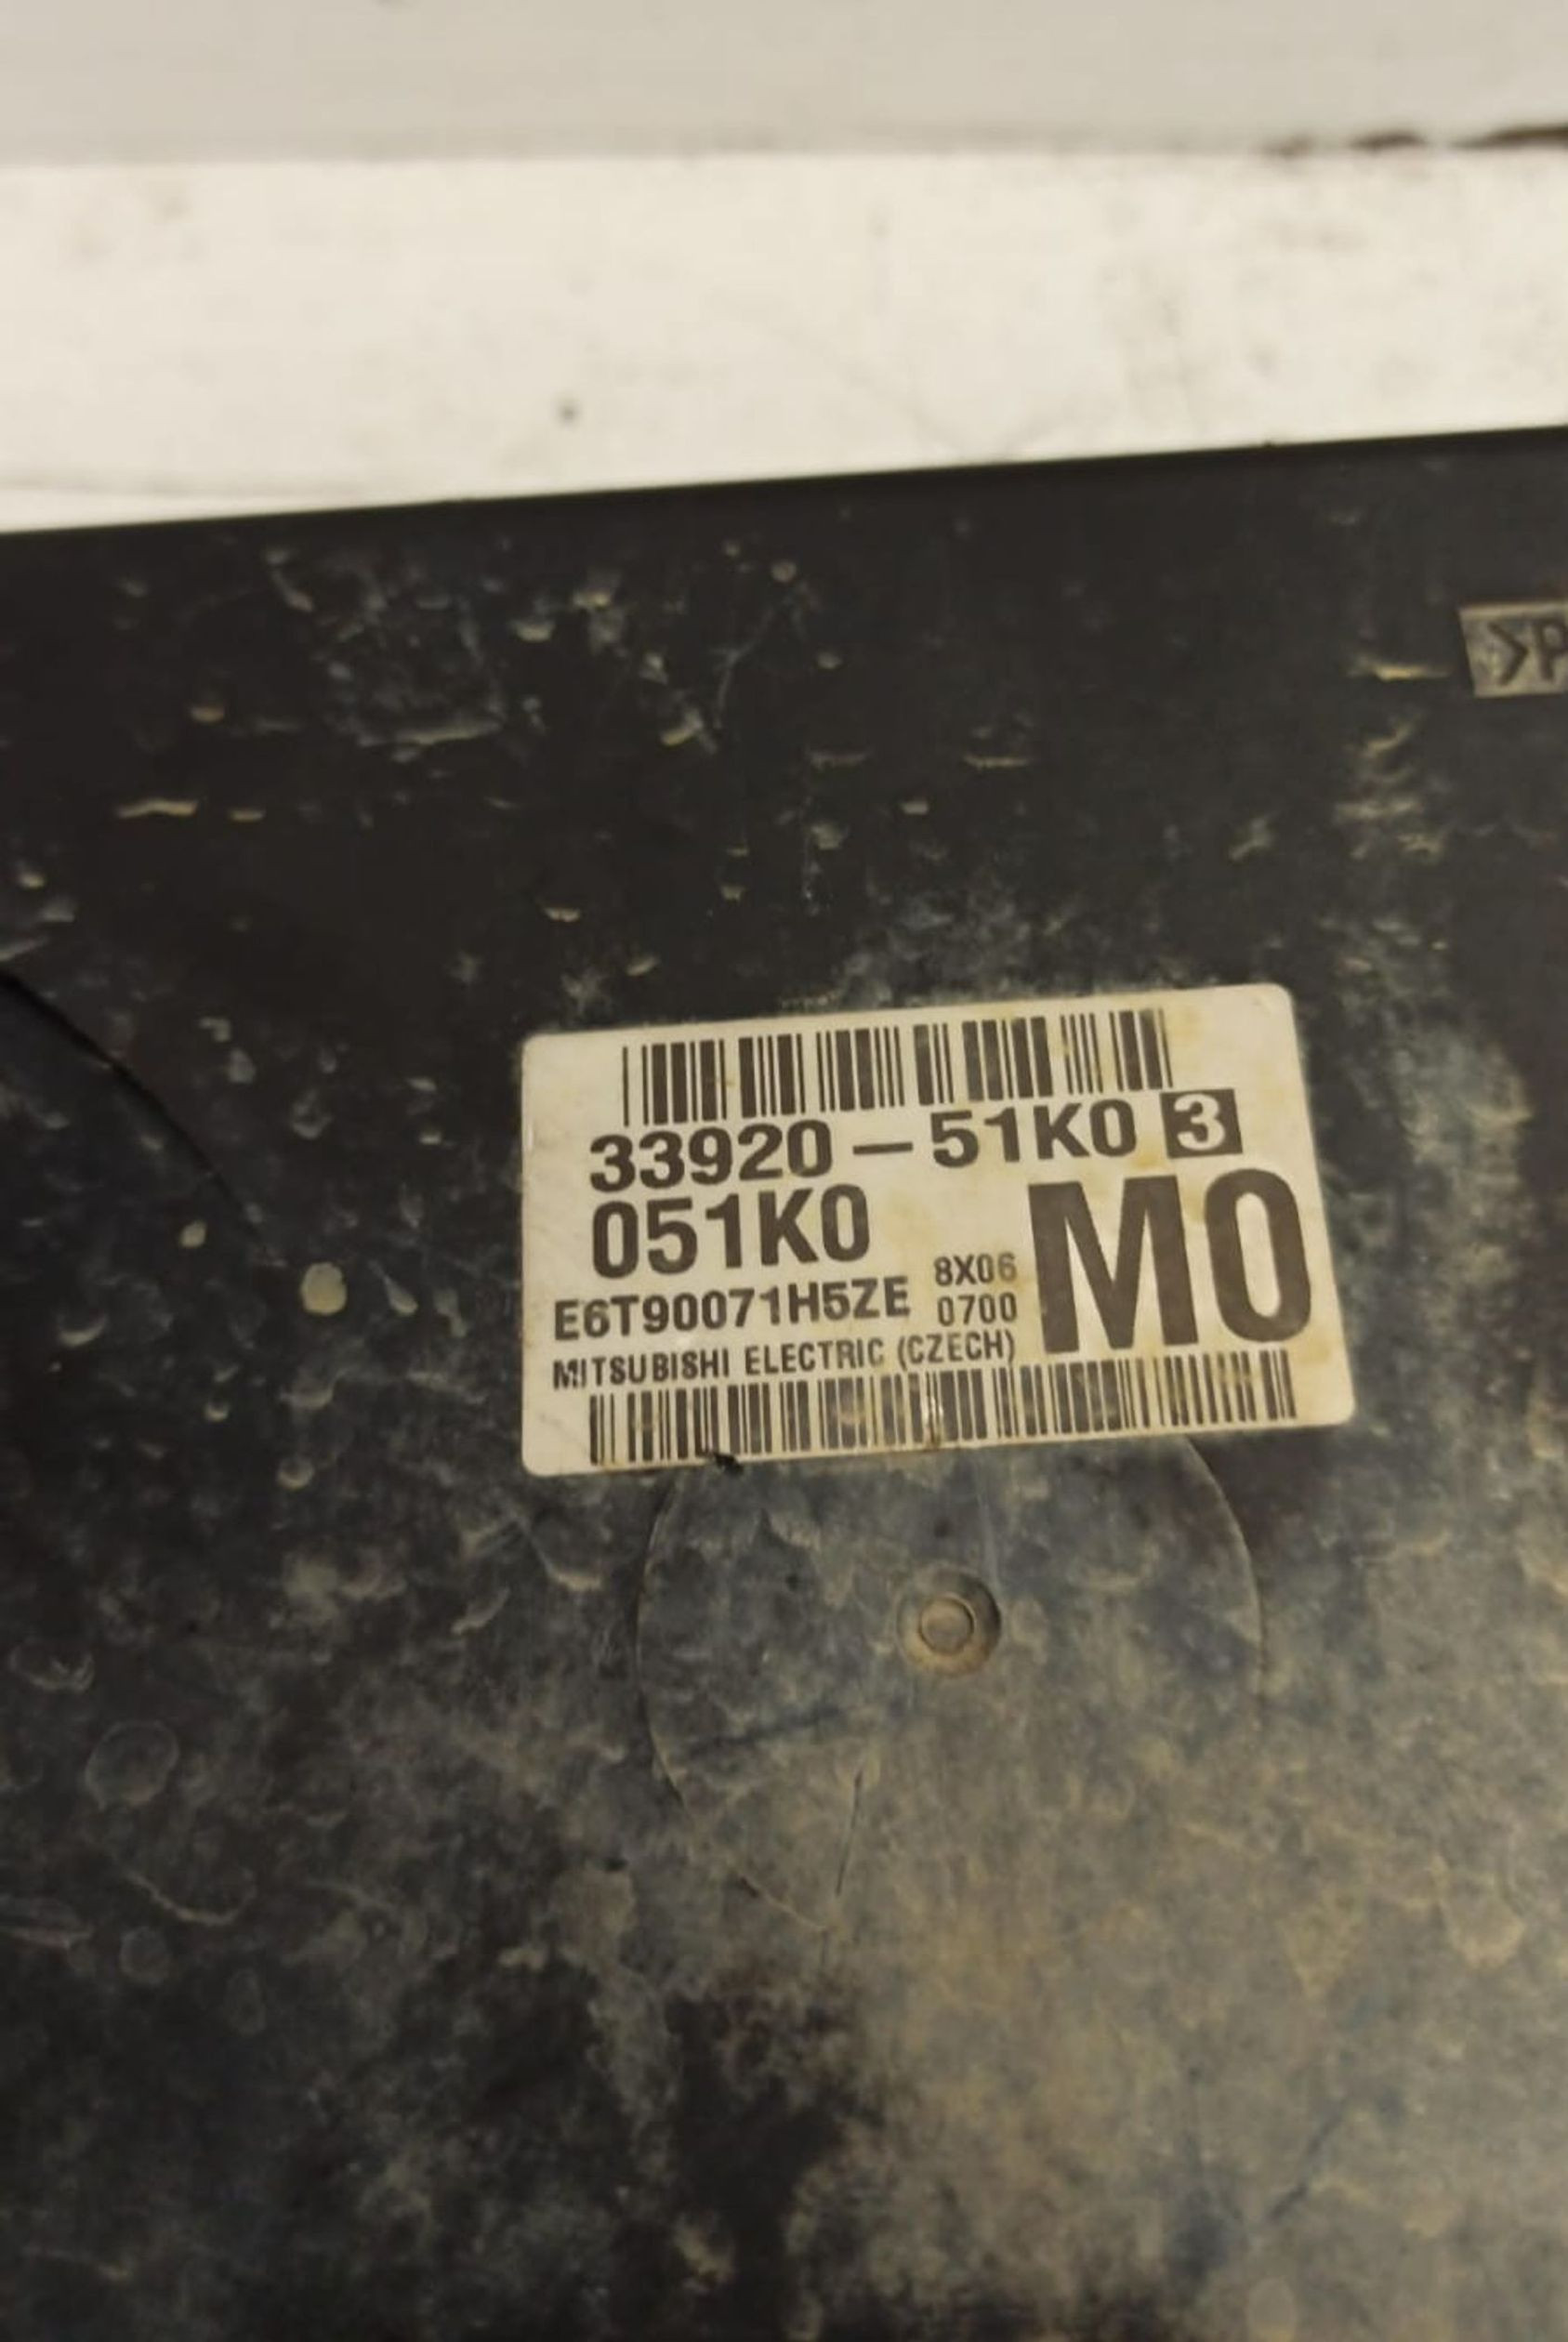 >P
33920-51K0 3
051K0
M0
E6T90071H5ZE
8X06
0700
MITSUBISHI ELECTRIC (CZECH)